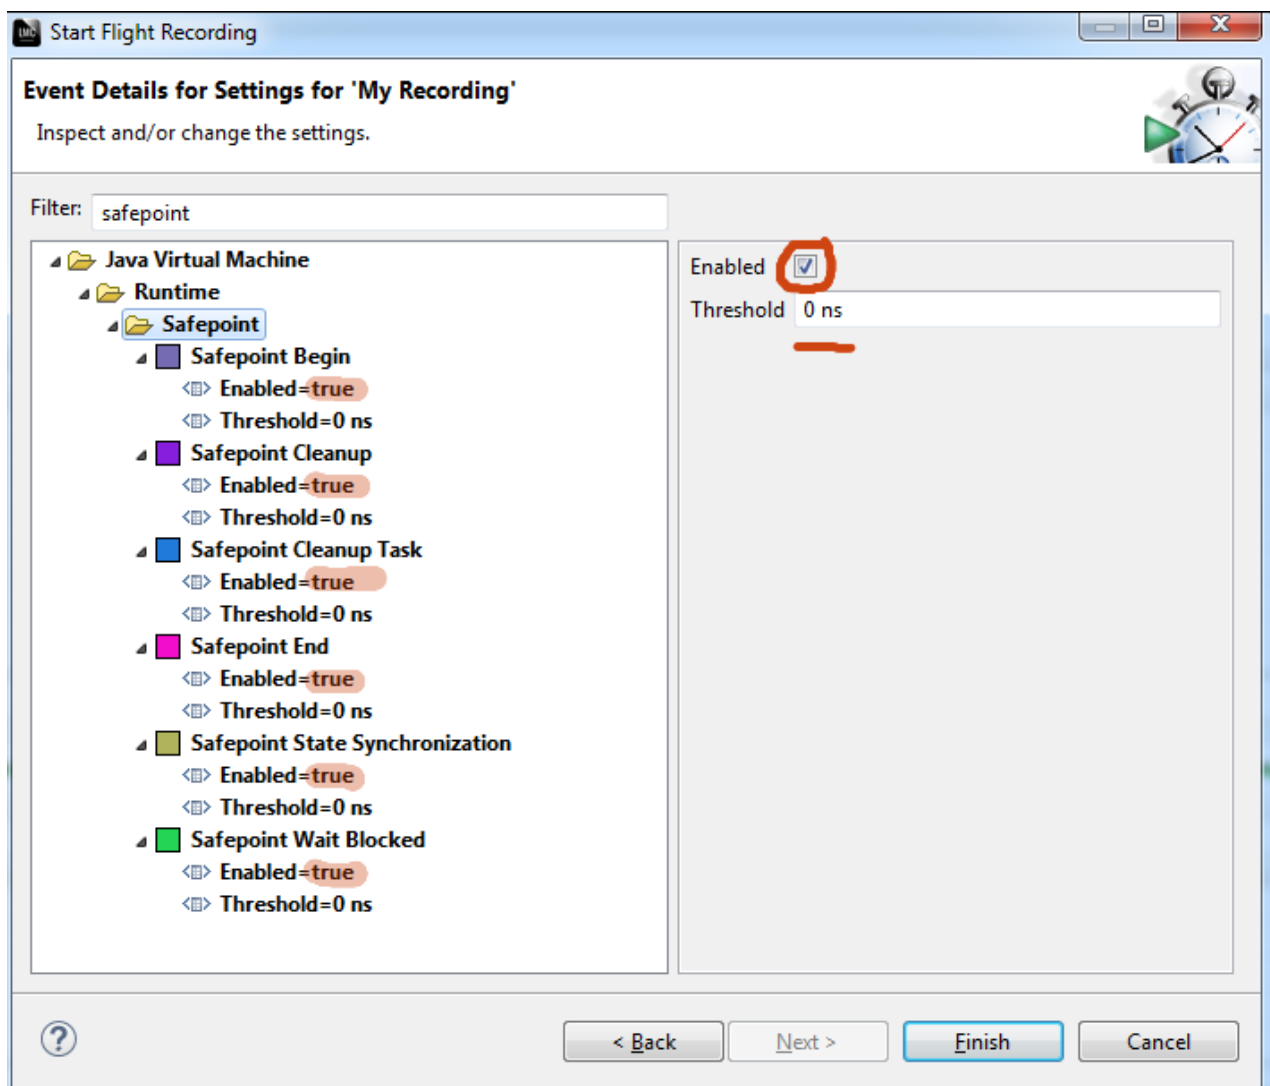 LMC Start Flight Recording
Event Details for Settings for 'My Recording'
Inspect and/or change the settings.
Filter: safepoint
Java Virtual Machine
Runtime
Safepoint
Safepoint Begin
Enabled=true
Threshold=0 ns
Safepoint Cleanup
Enabled=true
Threshold=0 ns
Safepoint Cleanup Task
Enabled=true
Threshold=0 ns
Safepoint End
Enabled=true
Threshold=0 ns
Safepoint State Synchronization
Enabled=true
Threshold=0 ns
Safepoint Wait Blocked
Enabled=true
Threshold=0 ns
Enabled
Threshold 0 ns
? < Back Next > Finish Cancel